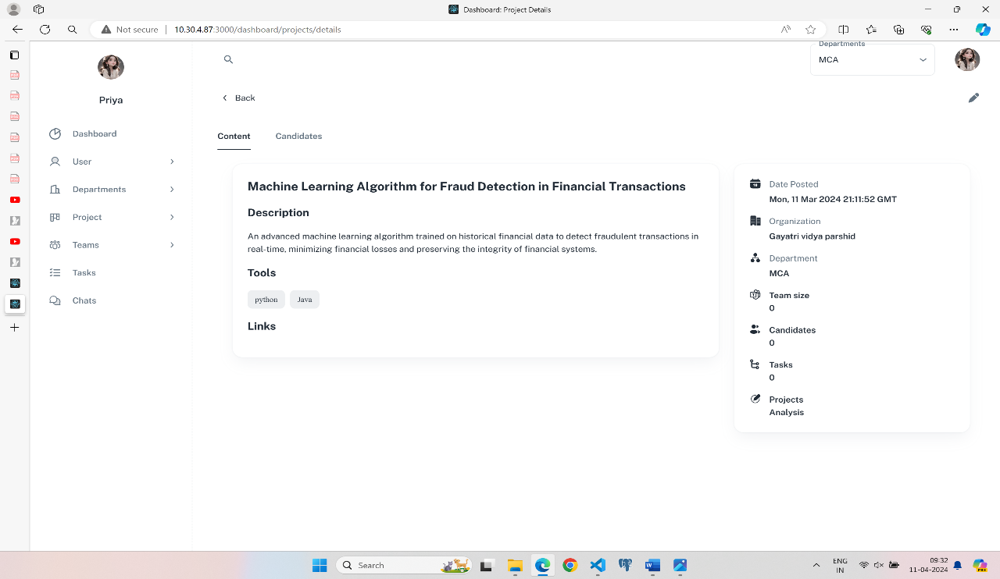 Dashboard: Project Details
Not secure
10.30.4.87:3000/dashboard/projects/details
Departments
MCA
Priya
Back
Dashboard
User
Departments
Project
Teams
Tasks
Chats
Content
Candidates
Machine Learning Algorithm for Fraud Detection in Financial Transactions
Description
An advanced machine learning algorithm trained on historical financial data to detect fraudulent transactions in
real-time, minimizing financial losses and preserving the integrity of financial systems.
Tools
python
Java
Links
Date Posted
Mon, 11 Mar 2024 21:11:52 GMT
Organization
Gayatri vidya parshid
Department
MCA
Team size
0
Candidates
0
Tasks
0
Projects
Analysis
Search
ENG
IN
09:32
11-04-2024